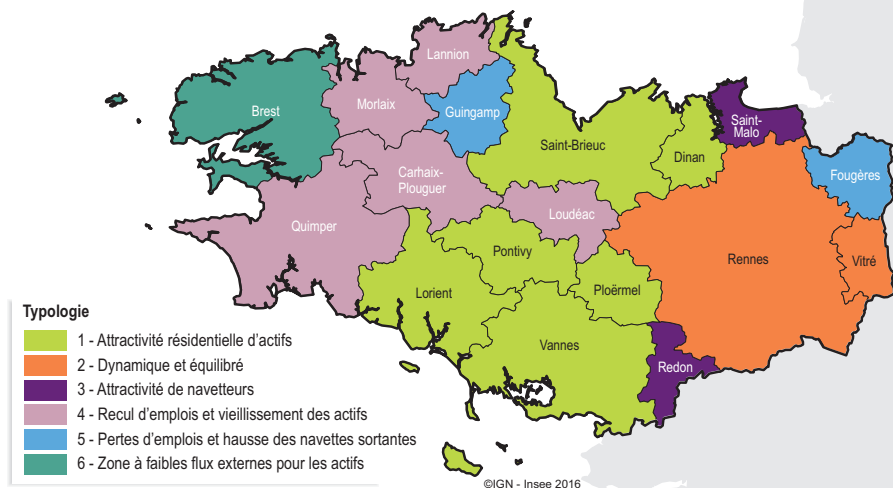 Lannion
Brest
Morlaix
Guingamp
Saint-
Malo
Saint-Brieuc
Dinan
Fougères
Carhaix-
Plouguer
Loudéac
Quimper
Pontivy
Rennes
Vitré
Lorient
Ploërmel
Vannes
Redon
Typologie
1 - Attractivité résidentielle d'actifs
2 - Dynamique et équilibré
3 - Attractivité de navetteurs
4 - Recul d'emplois et vieillissement des actifs
5 - Pertes d'emplois et hausse des navettes sortantes
6 - Zone à faibles flux externes pour les actifs
©IGN - Insee 2016